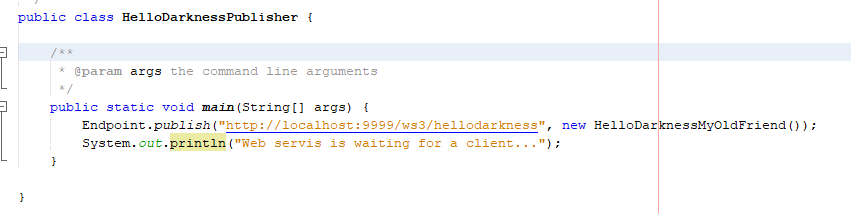 public class HelloDarknessPublisher {
/**
* @param args the command line arguments
*/
public static void main(String[] args) {
Endpoint.publish("http://localhost:9999/ws3/hellodarkness", new HelloDarknessMyOldFriend());
System.out.println("Web servis is waiting for a client...");
}
}